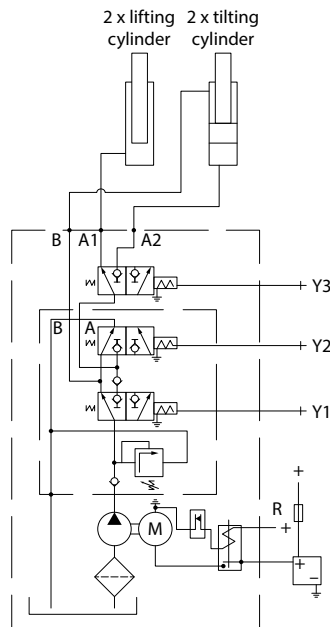 2 x lifting
cylinder
2 x tilting
cylinder
B
A1
A2
Y3
B
A
Y2
Y1
M
R
+
+
+
−